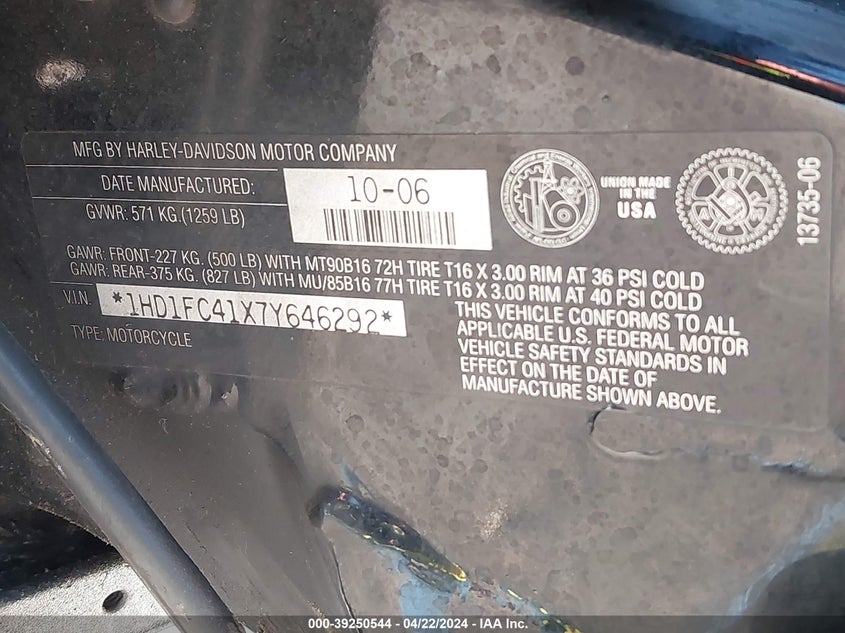 MFG BY HARLEY-DAVIDSON MOTOR COMPANY
DATE MANUFACTURED:
10-06
GVWR: 571 KG.(1259 LB)
UNION MADE
IN THE
USA
13735-06
GAWR: FRONT-227 KG. (500 LB) WITH MT90B16 72H TIRE T16 X 3.00 RIM AT 36 PSI COLD
GAWR: REAR-375 KG. (827 LB) WITH MU/85B16 77H TIRE T16 X 3.00 RIM AT 40 PSI COLD
V.I.N. *1HD1FC41X7Y646292*
TYPE: MOTORCYCLE
THIS VEHICLE CONFORMS TO ALL
APPLICABLE U.S. FEDERAL MOTOR
VEHICLE SAFETY STANDARDS IN
EFFECT ON THE DATE OF
MANUFACTURE SHOWN ABOVE.
000-39250544 - 04/22/2024 - IAA Inc.